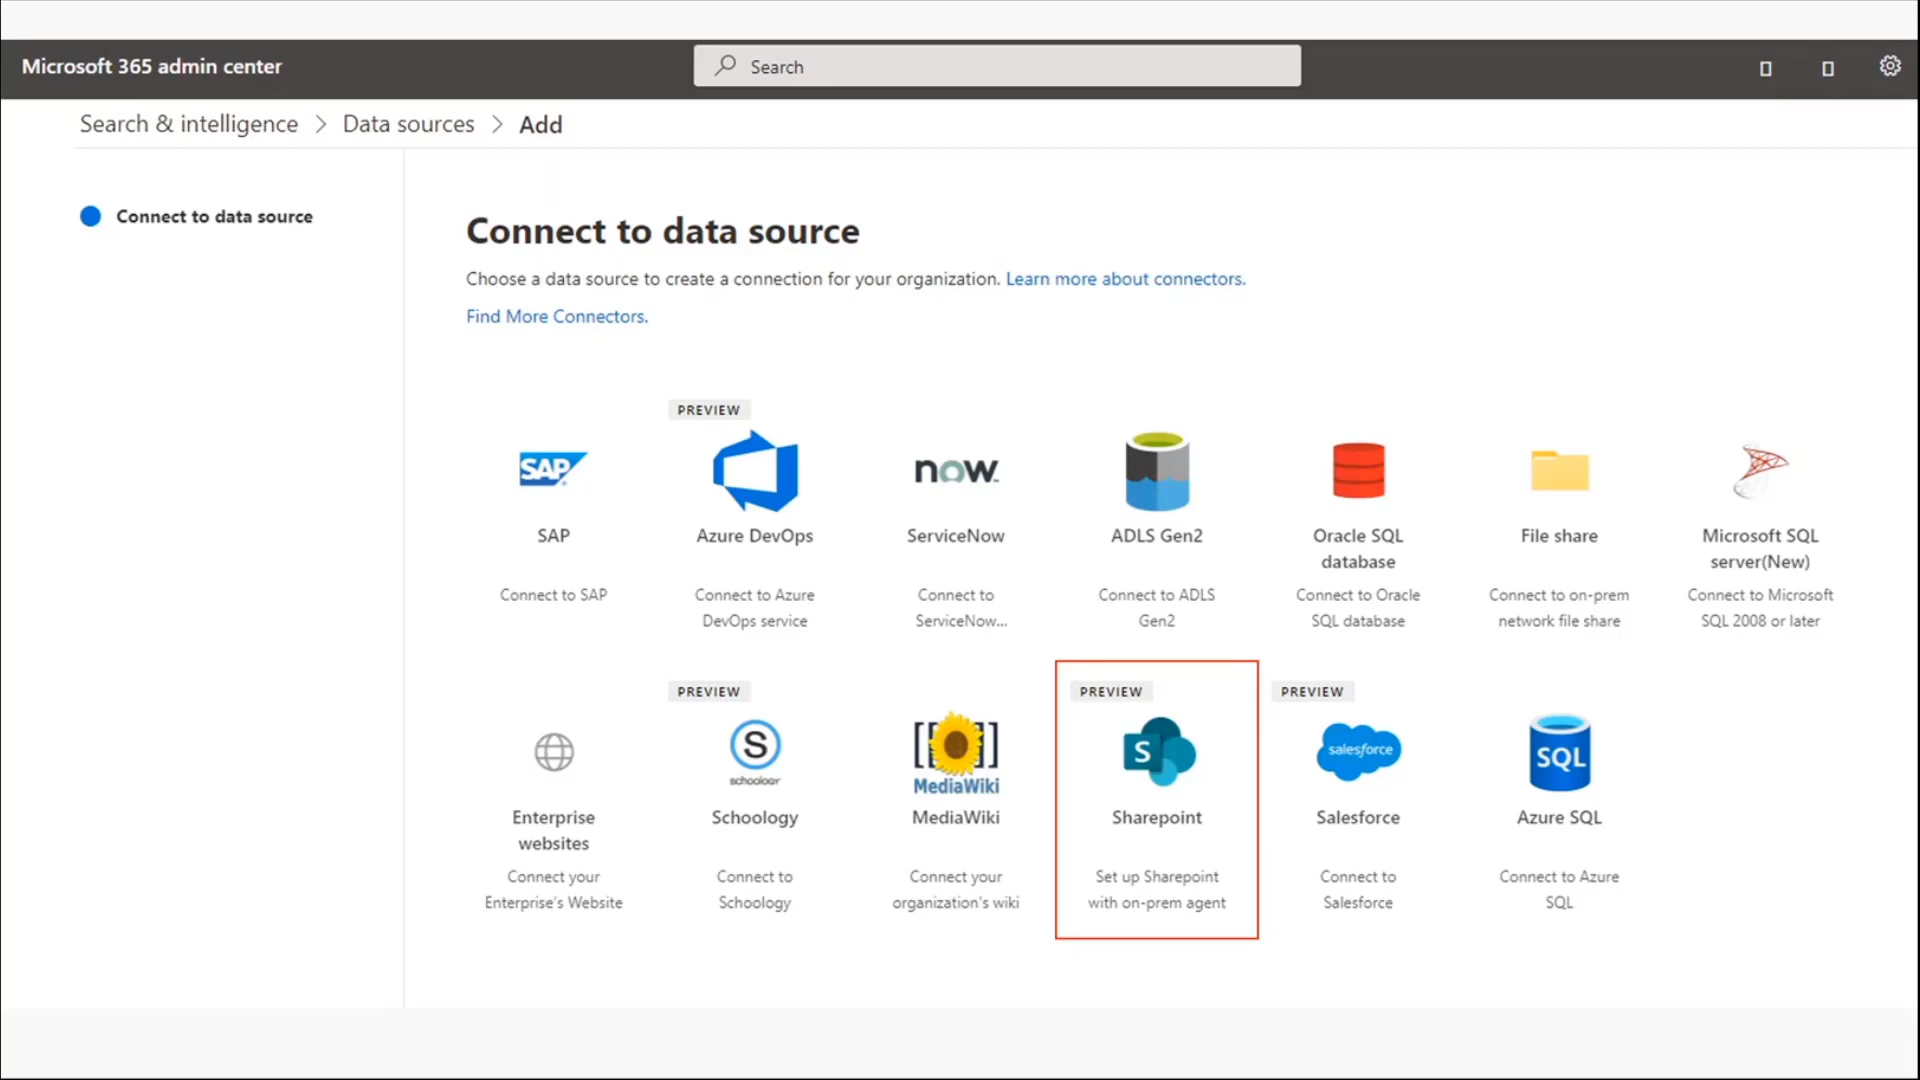 Microsoft 365 admin center
Search
Search & intelligence > Data sources > Add
Connect to data source
Connect to data source
Choose a data source to create a connection for your organization. Learn more about connectors.
Find More Connectors.
PREVIEW
SAP
now.
SAP
Azure DevOps
ServiceNow
ADLS Gen2
Oracle SQL
database
File share
Microsoft SQL
server(New)
Connect to SAP
Connect to Azure
DevOps service
Connect to
ServiceNow...
Connect to ADLS
Gen2
Connect to Oracle
SQL database
Connect to on-prem
network file share
Connect to Microsoft
SQL 2008 or later
PREVIEW
PREVIEW
PREVIEW
S
schoology
[[ ]]
MediaWiki
S
salesforce
SQL
Enterprise
websites
Schoology
MediaWiki
Sharepoint
Salesforce
Azure SQL
Connect your
Enterprise's Website
Connect to
Schoology
Connect your
organization's wiki
Set up Sharepoint
with on-prem agent
Connect to
Salesforce
Connect to Azure
SQL